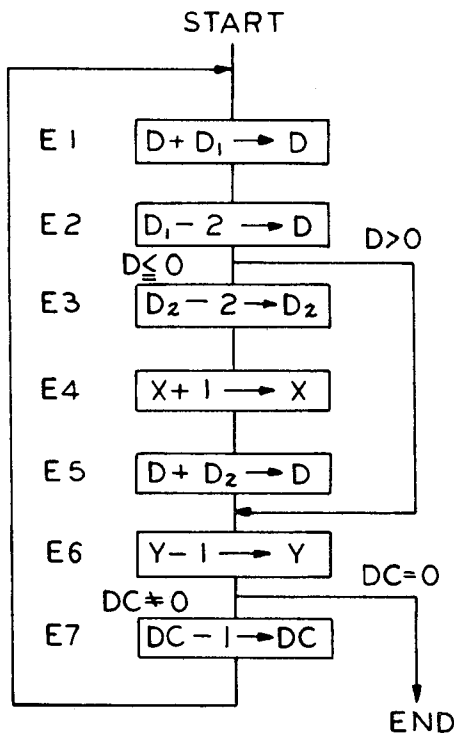 START
E1 D + D₁ → D
E2 D₁ - 2 → D
D>0
D≦0
E3 D₂ - 2 → D₂
E4 X + 1 → X
E5 D + D₂ → D
E6 Y - 1 → Y
DC=0
DC≠0
E7 DC - 1 → DC
END